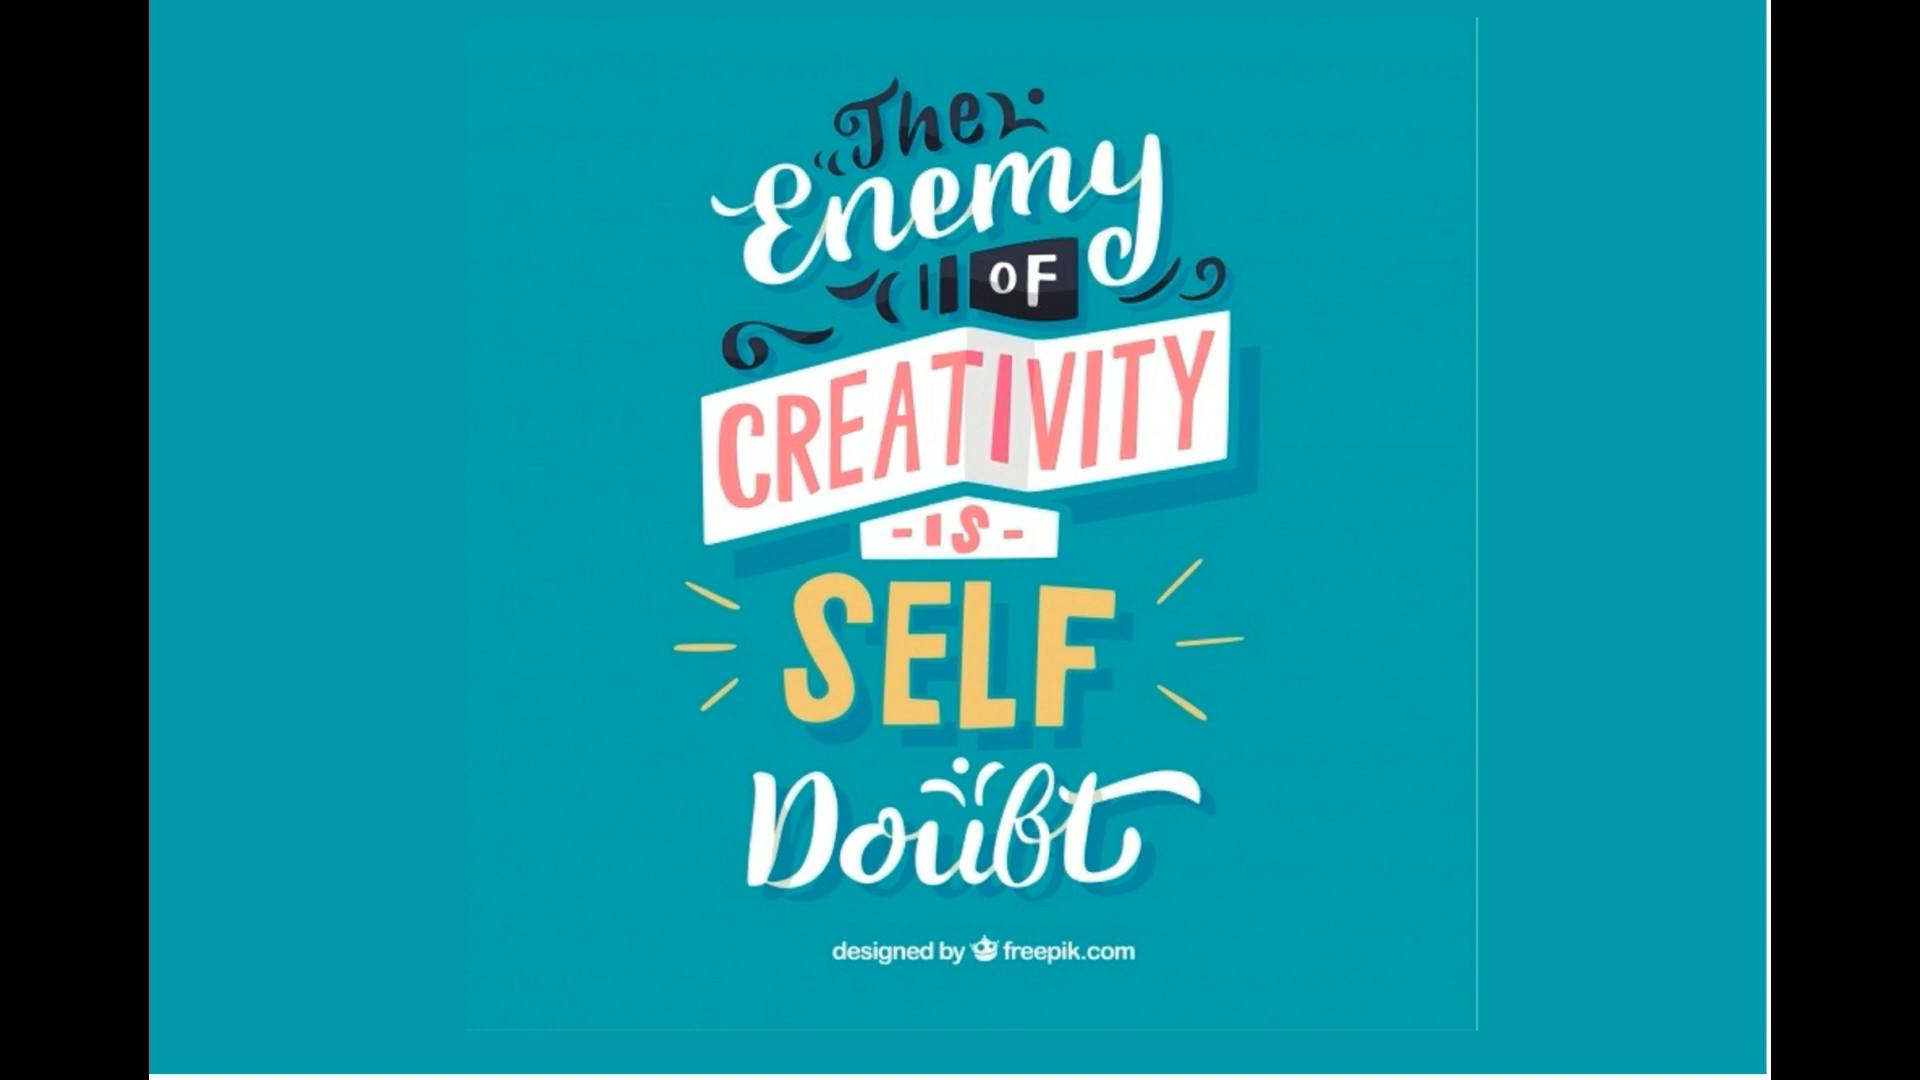 The
Enemy
OF
CREATIVITY
-IS-
SELF
Doubt
designed by freepik.com